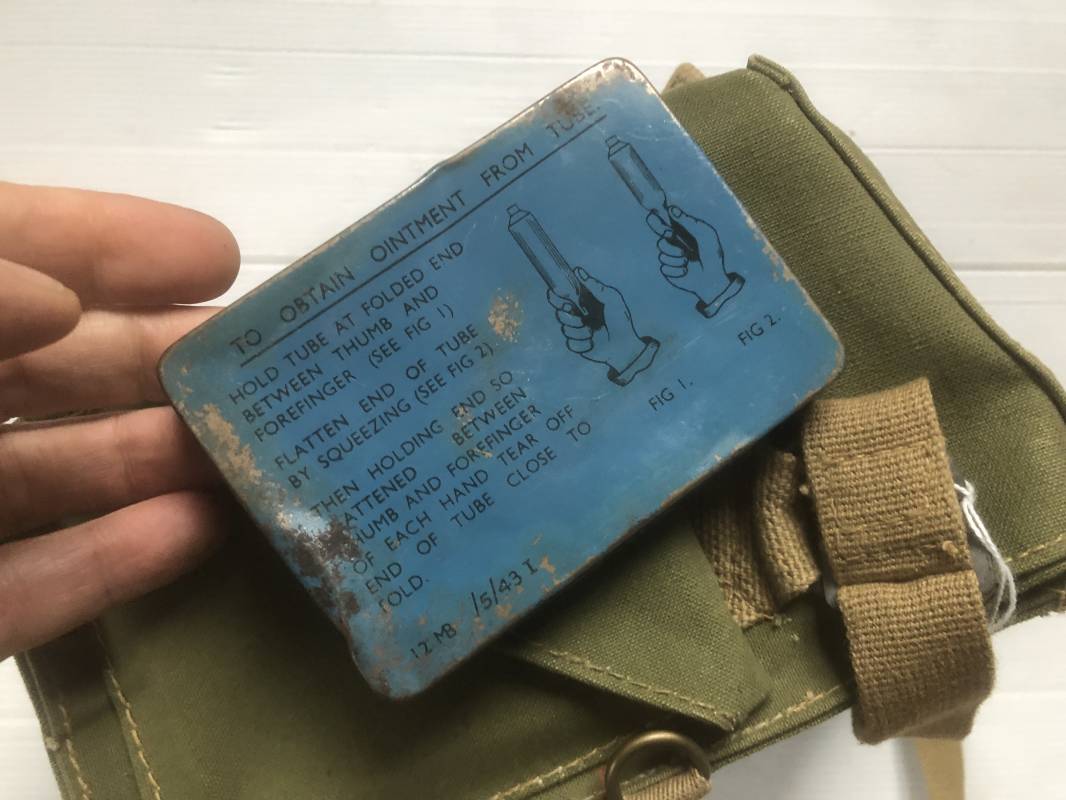 TO OBTAIN OINTMENT FROM TUBE.
HOLD TUBE AT FOLDED END
BETWEEN THUMB AND
FOREFINGER (SEE FIG 1)
FLATTEN END OF TUBE
BY SQUEEZING (SEE FIG 2).
THEN HOLDING END SO
FLATTENED BETWEEN
THUMB AND FOREFINGER
OF EACH HAND TEAR OFF
END OF TUBE CLOSE TO
FOLD.
12 MB /5/43 I
FIG 1.
FIG 2.